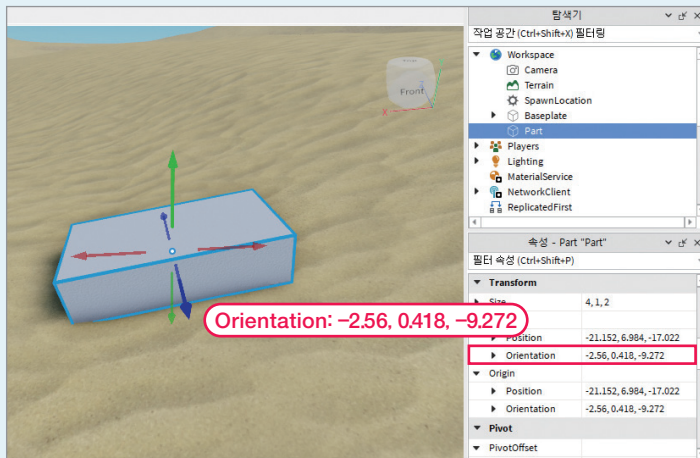 탐색기
작업 공간 (Ctrl+Shift+X) 필터링
Workspace
Camera
Terrain
SpawnLocation
Baseplate
Part
Players
Lighting
MaterialService
NetworkClient
ReplicatedFirst
Front
X
속성 - Part "Part"
필터 속성 (Ctrl+Shift+P)
Transform
Size 4, 1, 2
Orientation: –2.56, 0.418, –9.272
Position -21.152, 6.984, -17.022
Orientation -2.56, 0.418, -9.272
Origin
Position -21.152, 6.984, -17.022
Orientation -2.56, 0.418, -9.272
Pivot
PivotOffset